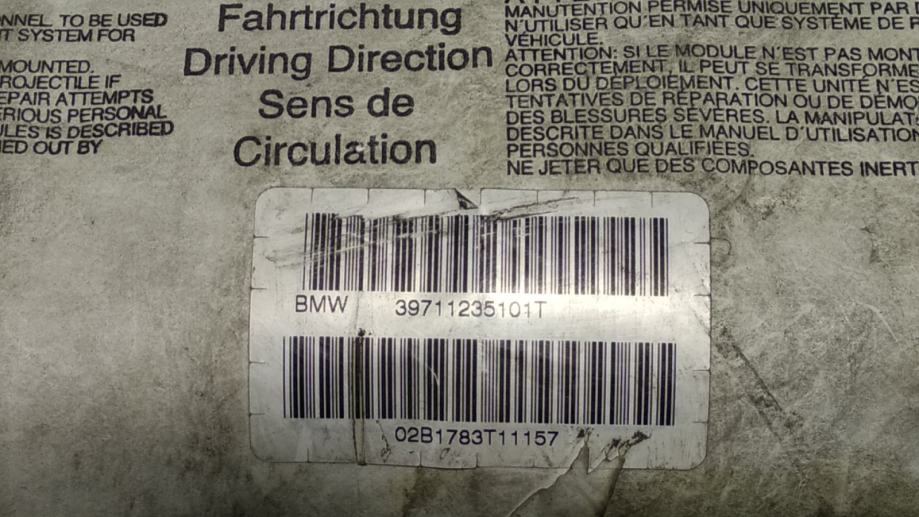 NNEL TO BE USED
T SYSTEM FOR
MOUNTED.
ROJECTILE IF
EPAIR ATTEMPTS
ERIOUS PERSONAL
ULES IS DESCRIBED
IED OUT BY
Fahrtrichtung
Driving Direction
Sens de
Circulation
MANUTENTION PERMISE UNIQUEMENT PAR
N'UTILISER QU'EN TANT QUE SYSTÈME DE
VÉHICULE.
ATTENTION: SI LE MODULE N'EST PAS MONT
CORRECTEMENT, IL PEUT SE TRANSFORME
LORS DU DÉPLOIEMENT. CETTE UNITÉ N'ES
TENTATIVES DE RÉPARATION OU DE DÉMO
DES BLESSURES SÉVÈRES. LA MANIPULAT
DESCRITE DANS LE MANUEL D'UTILISATION
PERSONNES QUALIFIÉES.
NE JETER QUE DES COMPOSANTES INERT
BMW 39711235101T
02B1783T11157